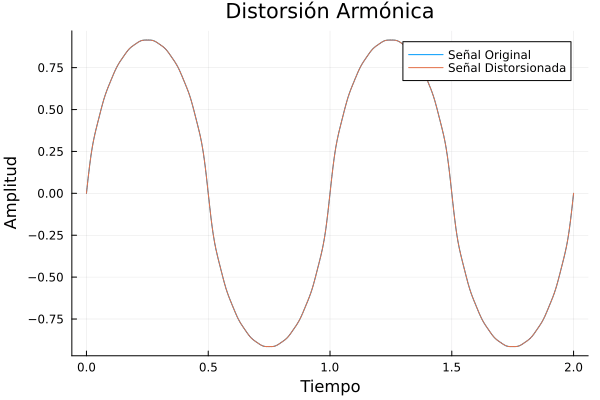 Distorsión Armónica
Señal Original
Señal Distorsionada
Amplitud
0.75
0.50
0.25
0.00
−0.25
−0.50
−0.75
0.0
0.5
1.0
1.5
2.0
Tiempo